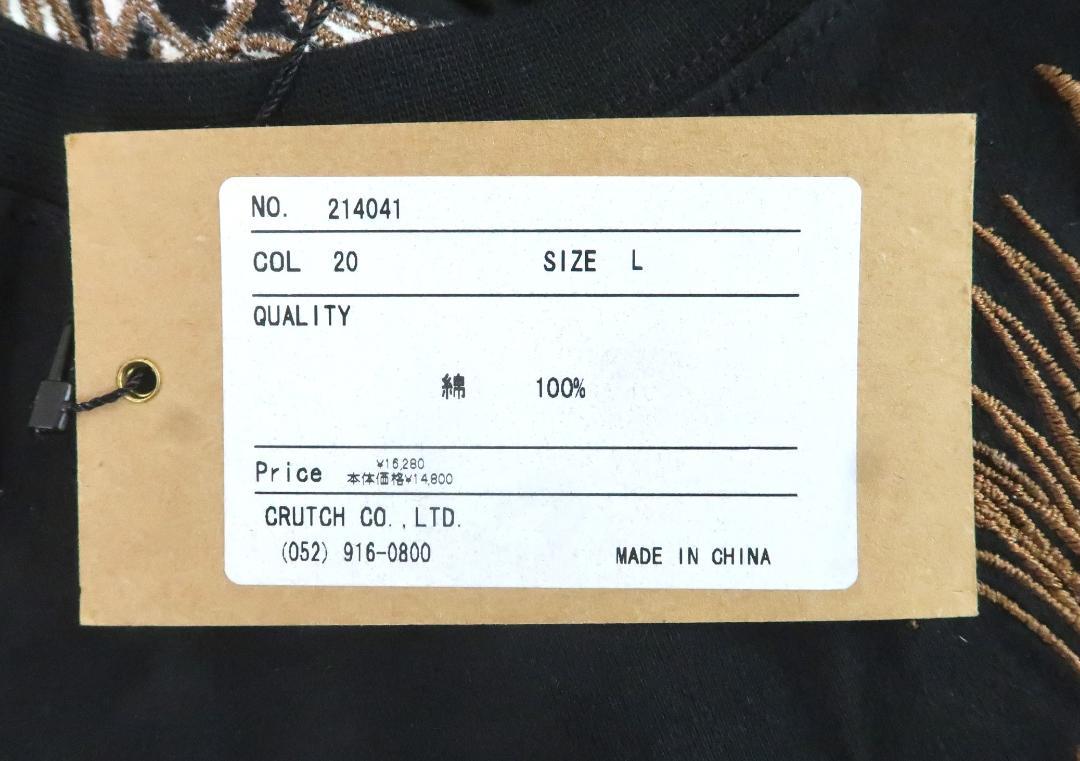 NO. 214041
COL 20 SIZE L
QUALITY
綿 100%
Price ¥16,280
本体価格¥14,800
CRUTCH CO.,LTD.
(052) 916-0800 MADE IN CHINA